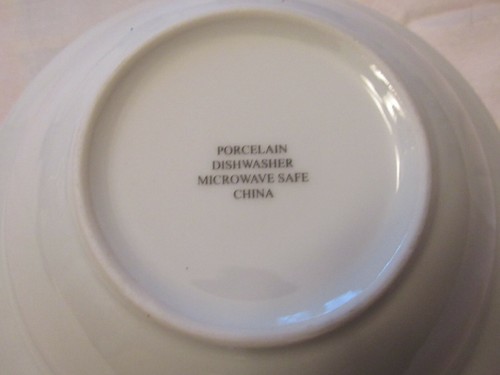 PORCELAIN
DISHWASHER
MICROWAVE SAFE
CHINA